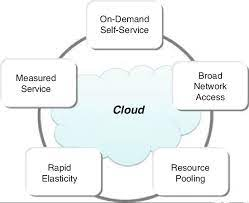 On-Demand
Self-Service
Measured
Service
Broad
Network
Access
Cloud
Rapid
Elasticity
Resource
Pooling